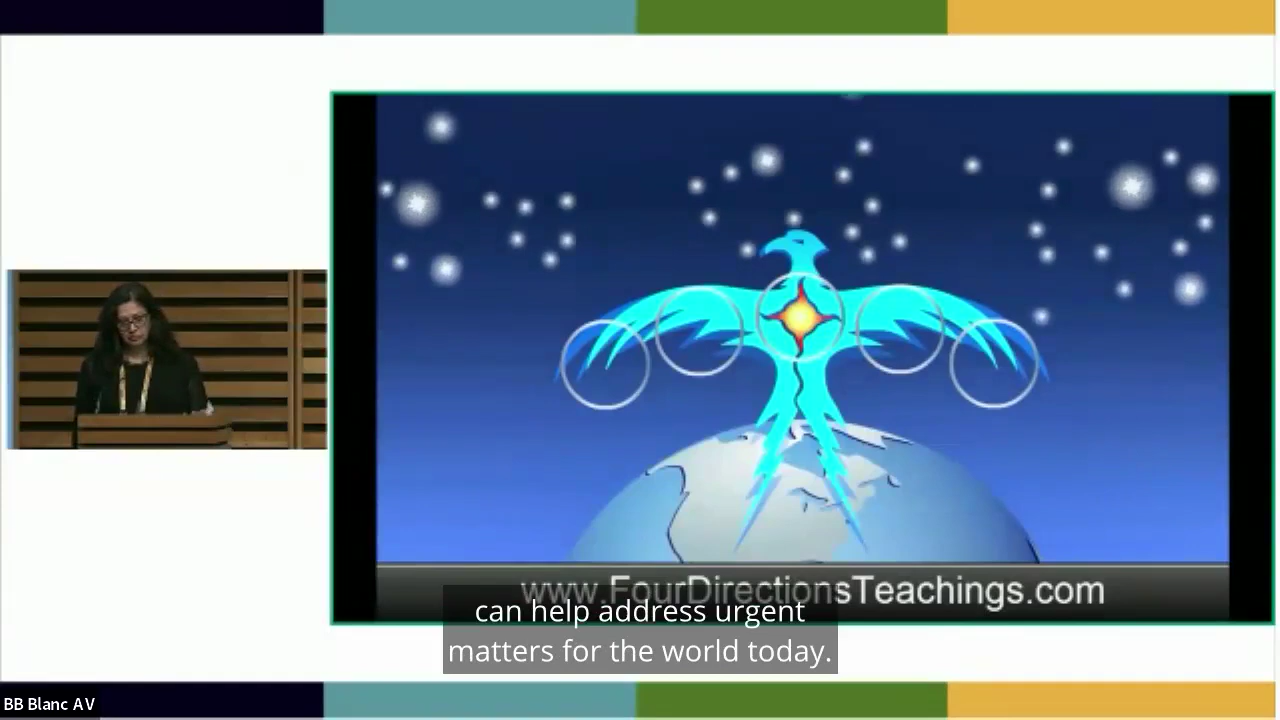 www.FourDirectionsTeachings.com
can help address urgent
matters for the world today.
BB Blanc AV